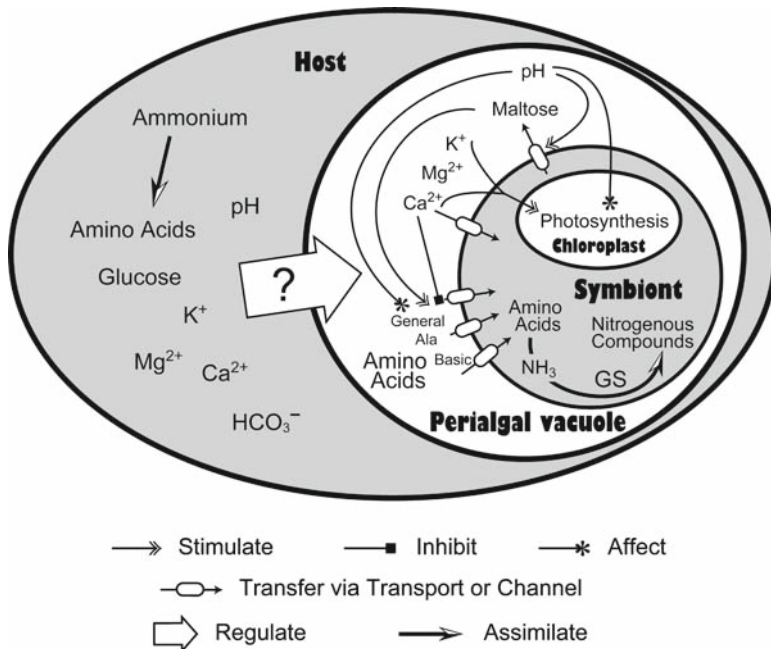 Host
Ammonium
Amino Acids
pH
Glucose
K⁺
Mg²⁺
Ca²⁺
HCO₃⁻
?
pH
Maltose
K⁺
Mg²⁺
Ca²⁺
Photosynthesis
Chloroplast
Symbiont
General
Ala
Basic
Amino
Acids
Amino
Acids
NH₃
GS
Nitrogenous
Compounds
Perialgal vacuole
Stimulate Inhibit Affect
Transfer via Transport or Channel
Regulate Assimilate